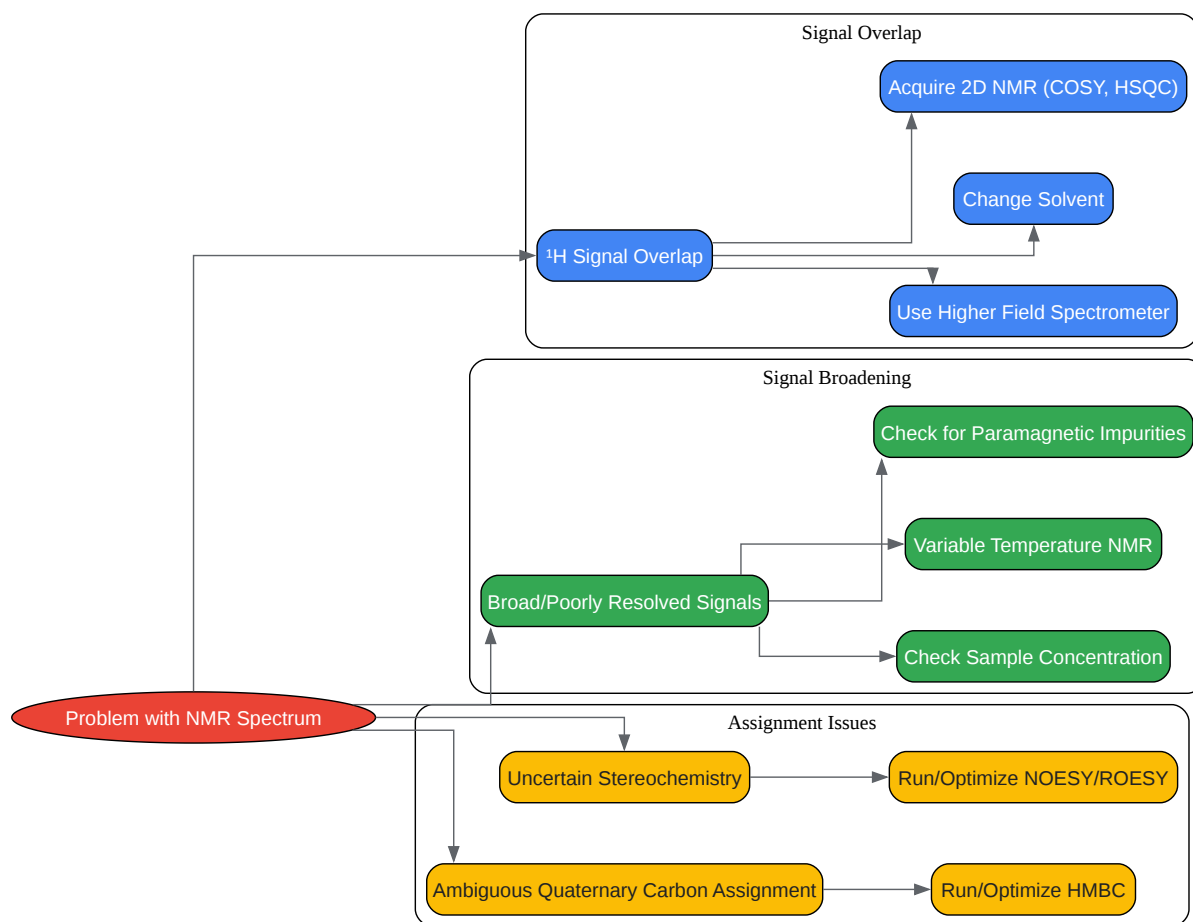 Signal Overlap
Acquire 2D NMR (COSY, HSQC)
Change Solvent
¹H Signal Overlap
Use Higher Field Spectrometer
Signal Broadening
Check for Paramagnetic Impurities
Variable Temperature NMR
Broad/Poorly Resolved Signals
Check Sample Concentration
Problem with NMR Spectrum
Assignment Issues
Uncertain Stereochemistry
Run/Optimize NOESY/ROESY
Ambiguous Quaternary Carbon Assignment
Run/Optimize HMBC